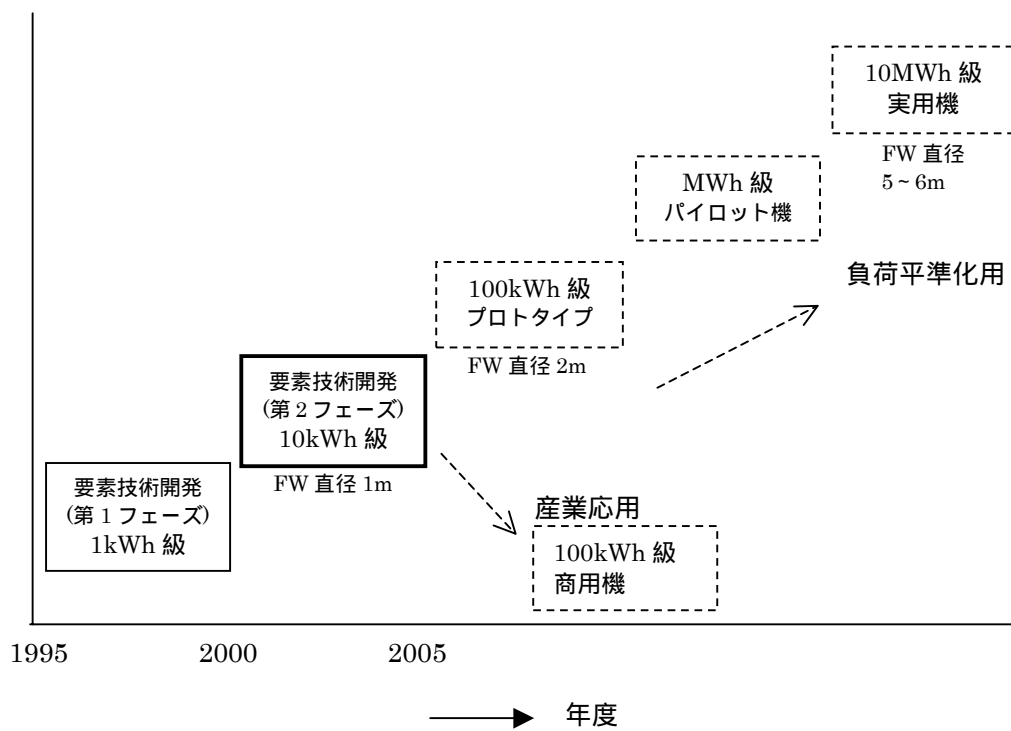 10MWh 級
実用機
FW 直径
5~6m
MWh 級
パイロット機
負荷平準化用
100kWh 級
プロトタイプ
FW 直径 2m
要素技術開発
(第 2 フェーズ)
10kWh 級
FW 直径 1m
要素技術開発
(第 1 フェーズ)
1kWh 級
産業応用
100kWh 級
商用機
1995
2000
2005
年度